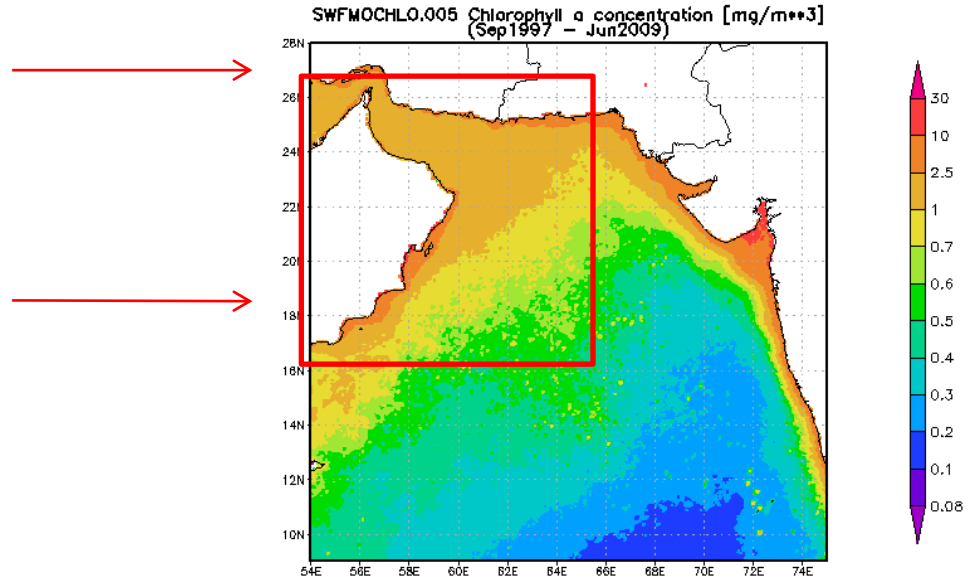 SWFMOCHLO.005 Chlorophyll a concentration [mg/m**3]
(Sep1997 – Jun2009)
28N
26N
24N
22N
20N
18N
16N
14N
12N
10N
54E
56E
58E
60E
62E
64E
66E
68E
70E
72E
74E
30
10
2.5
1
0.7
0.6
0.5
0.4
0.3
0.2
0.1
0.08